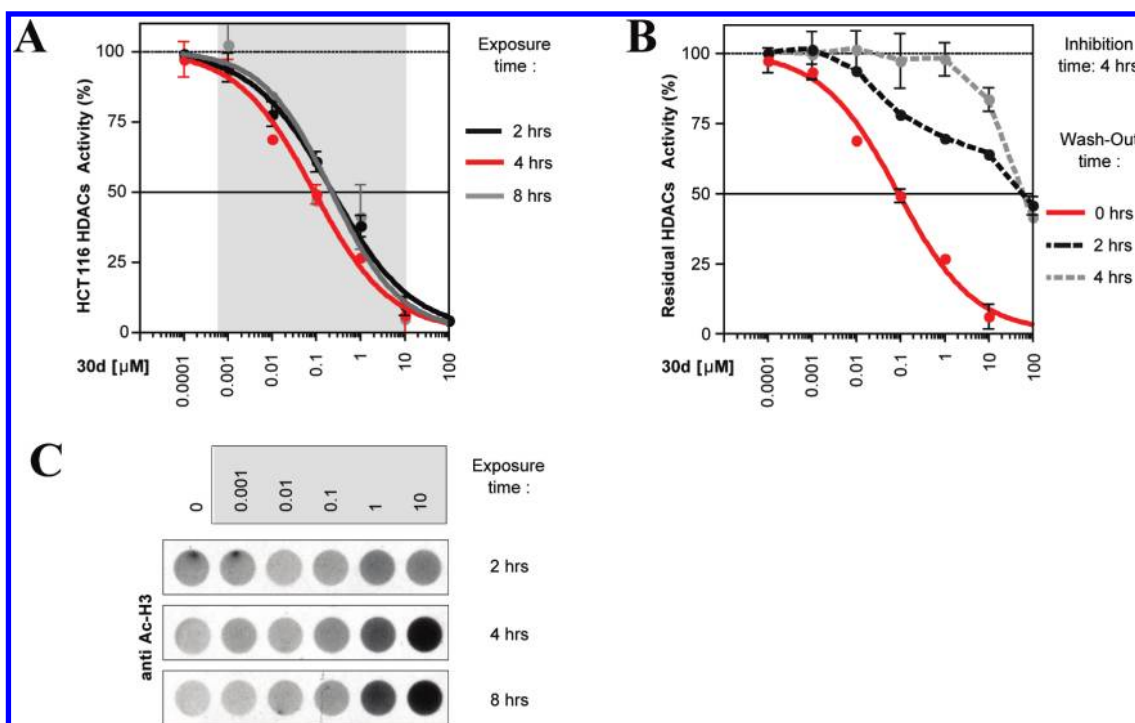 A
HCT116 HDACs Activity (%)
100
75
50
25
0
30d [µM]
0.0001
0.001
0.01
0.1
1
10
100
Exposure
time :
2 hrs
4 hrs
8 hrs
B
Residual HDACs Activity (%)
100
75
50
25
0
30d [µM]
0.0001
0.001
0.01
0.1
1
10
100
Inhibition
time: 4 hrs
Wash-Out
time :
0 hrs
2 hrs
4 hrs
C
0
0.001
0.01
0.1
1
10
Exposure
time :
anti Ac-H3
2 hrs
4 hrs
8 hrs